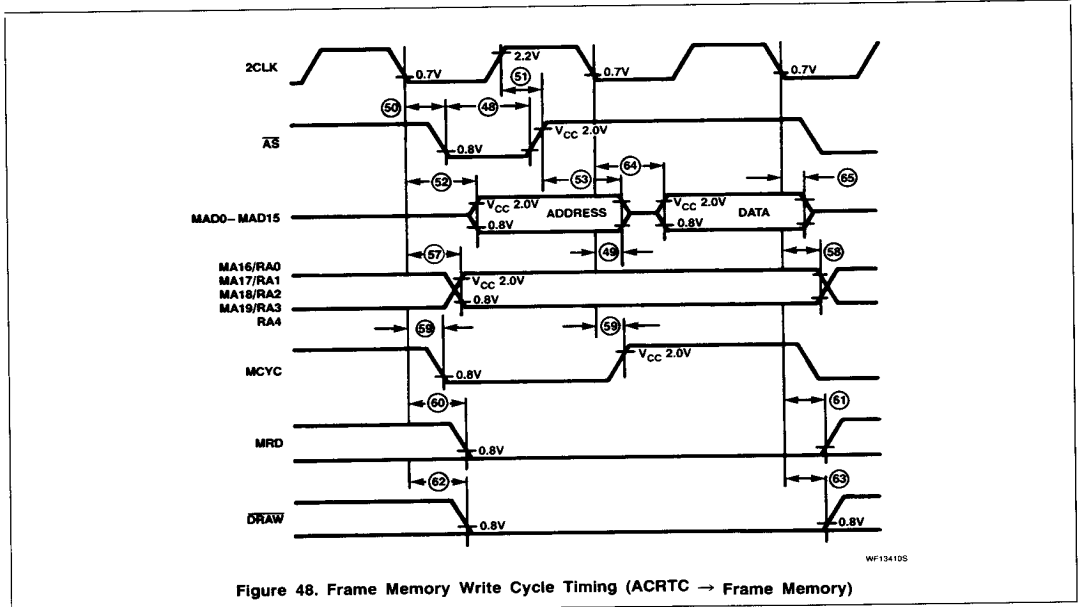 2CLK
0.7V
2.2V
0.7V
0.7V
51
50
48
AS
0.8V
VCC 2.0V
64
52
53
65
MAD0–MAD15
VCC 2.0V
0.8V
ADDRESS
VCC 2.0V
0.8V
DATA
57
49
58
MA16/RA0
MA17/RA1
MA18/RA2
MA19/RA3
RA4
VCC 2.0V
0.8V
59
59
MCYC
0.8V
VCC 2.0V
60
61
MRD
0.8V
62
63
DRAW
0.8V
0.8V
WF13410S
Figure 48. Frame Memory Write Cycle Timing (ACRTC → Frame Memory)